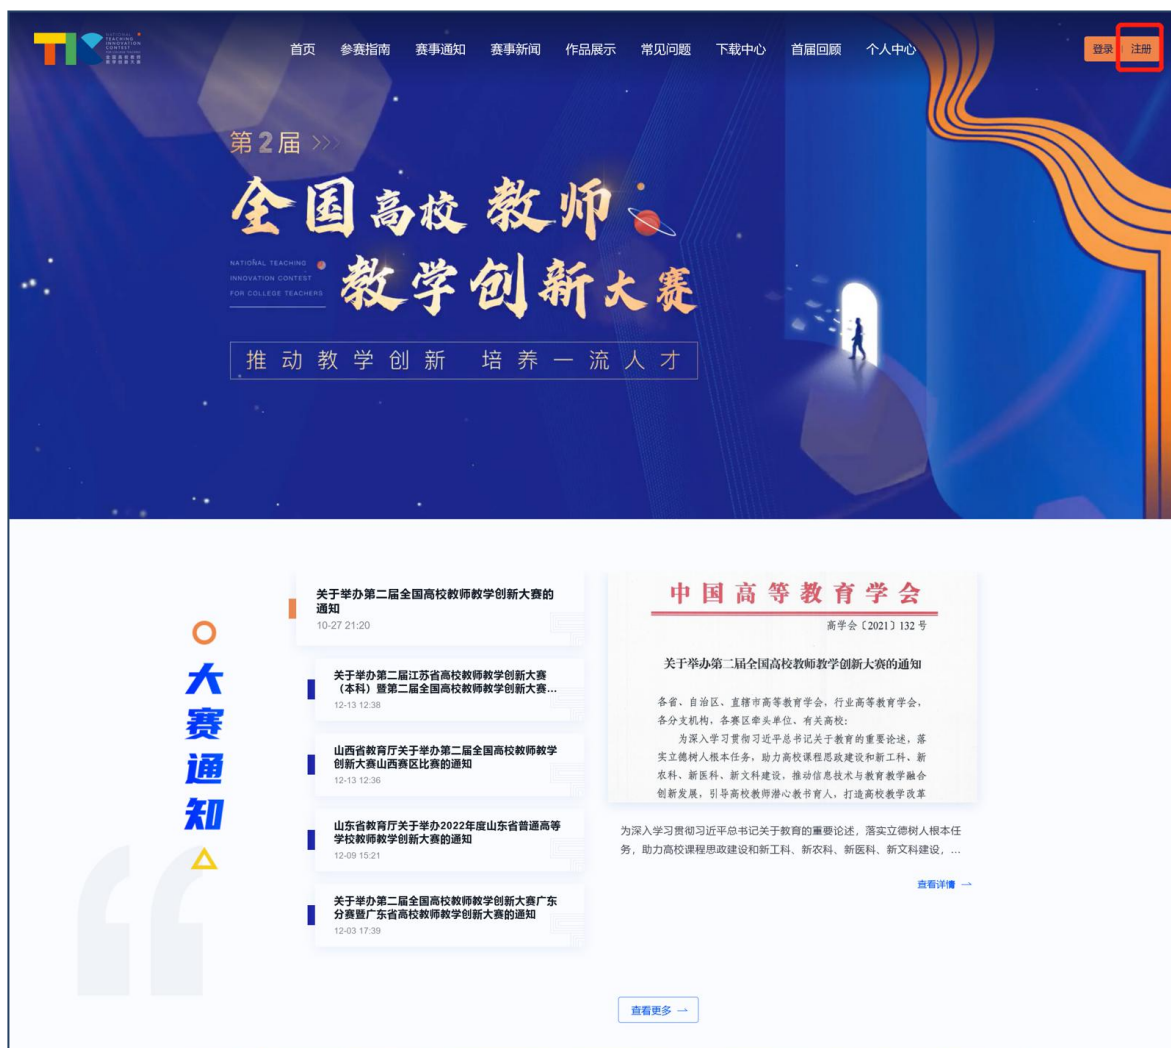 NATIONAL
TEACHING
INNOVATION
CONTEST
FOR COLLEGE TEACHERS
全国高校教师
教学创新大赛
首页 参赛指南 赛事通知 赛事新闻 作品展示 常见问题 下载中心 首届回顾 个人中心
登录 注册
第2届
全国高校教师
NATIONAL TEACHING
INNOVATION CONTEST
FOR COLLEGE TEACHERS
教学创新大赛
推动教学创新 培养一流人才
大赛通知
关于举办第二届全国高校教师教学创新大赛的
通知
10-27 21:20
关于举办第二届江苏省高校教师教学创新大赛
（本科）暨第二届全国高校教师教学创新大赛...
12-13 12:38
山西省教育厅关于举办第二届全国高校教师教学
创新大赛山西赛区比赛的通知
12-13 12:36
山东省教育厅关于举办2022年度山东省普通高等
学校教师教学创新大赛的通知
12-09 15:21
关于举办第二届全国高校教师教学创新大赛广东
分赛暨广东省高校教师教学创新大赛的通知
12-03 17:39
中国高等教育学会
高学会〔2021〕132 号
关于举办第二届全国高校教师教学创新大赛的通知
各省、自治区、直辖市高等教育学会，行业高等教育学会，
各分支机构，各赛区牵头单位、有关高校：
为深入学习贯彻习近平总书记关于教育的重要论述，落
实立德树人根本任务，助力高校课程思政建设和新工科、新
农科、新医科、新文科建设，推动信息技术与教育教学融合
创新发展，引导高校教师潜心教书育人，打造高校教学改革
为深入学习贯彻习近平总书记关于教育的重要论述，落实立德树人根本任
务，助力高校课程思政建设和新工科、新农科、新医科、新文科建设，...
查看详情 →
查看更多 →